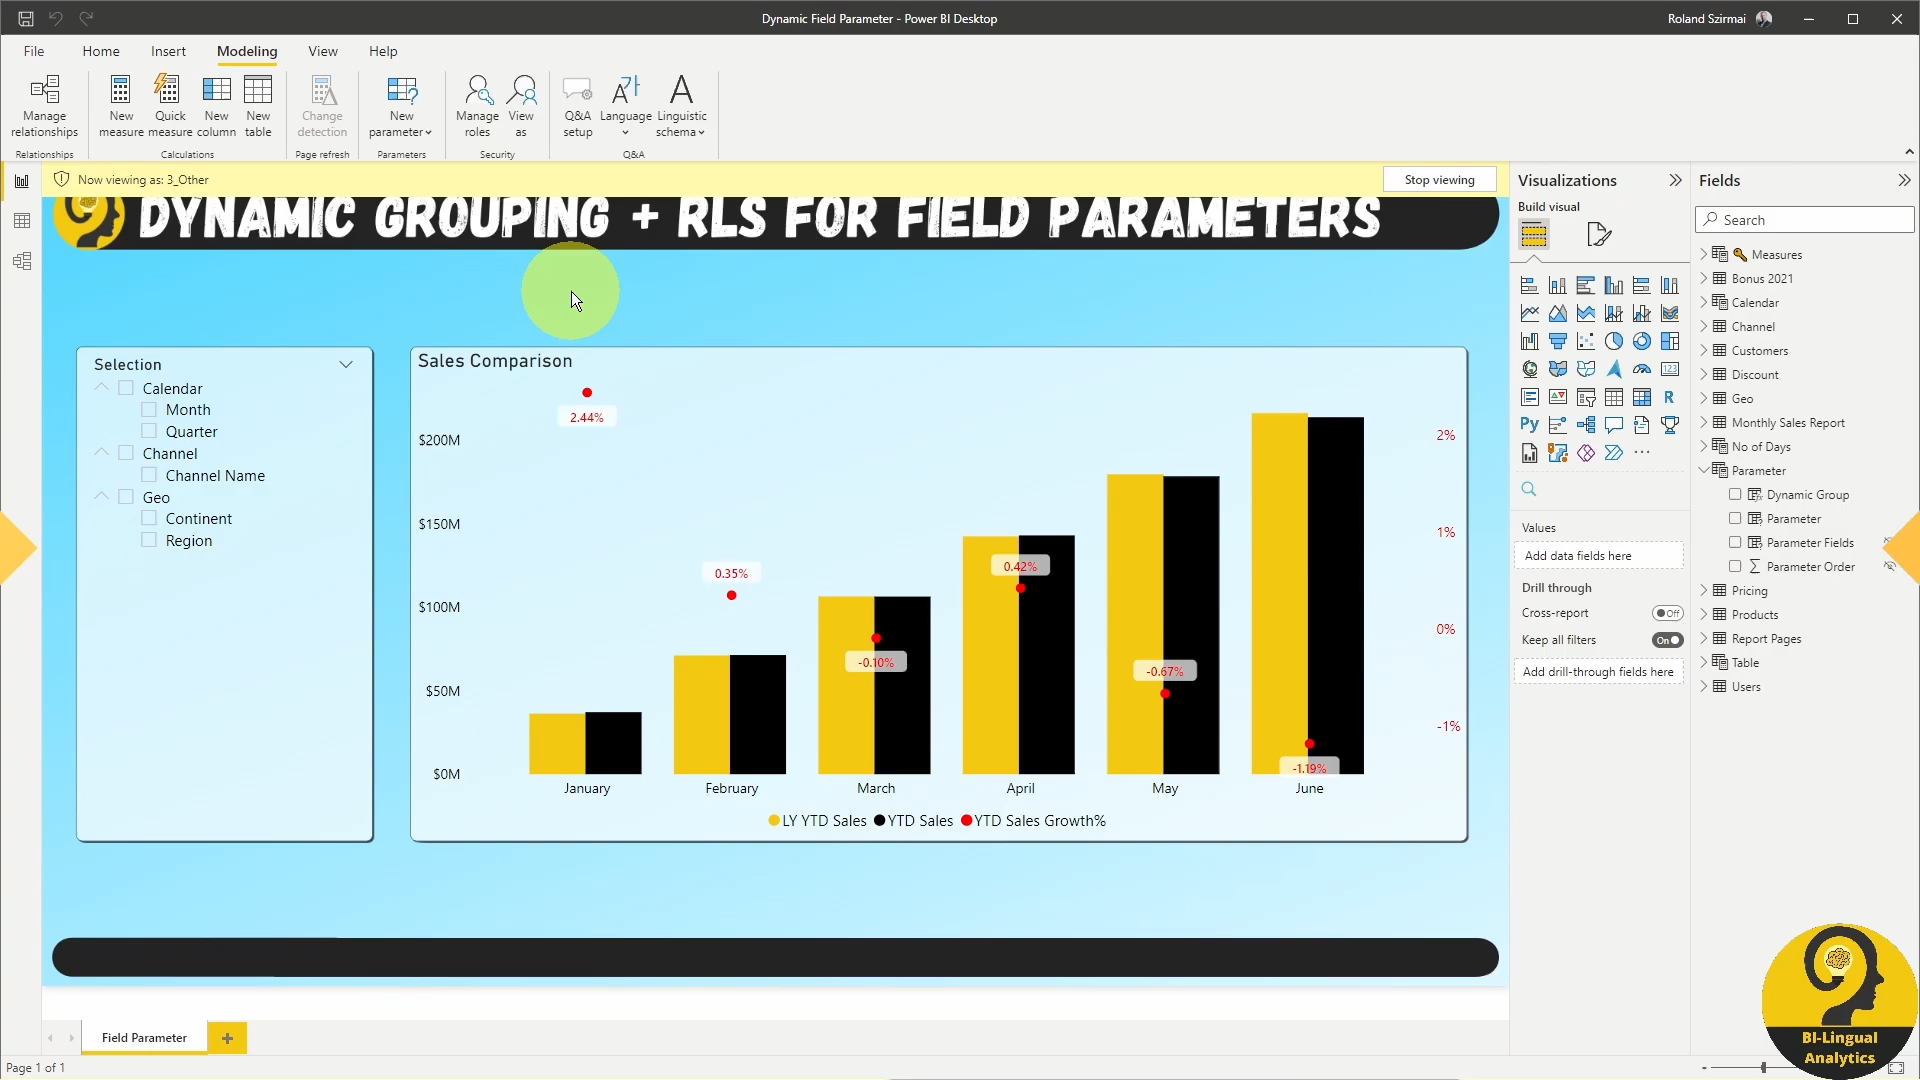 Dynamic Field Parameter - Power BI Desktop
Roland Szirmai
File Home Insert Modeling View Help
Manage relationships
New measure
Quick measure
New column
New table
Change detection
New parameter
Manage roles
View as
Q&A setup
Language
Linguistic schema
Relationships
Calculations
Page refresh
Parameters
Security
Q&A
Now viewing as: 3_Other
Stop viewing
DYNAMIC GROUPING + RLS FOR FIELD PARAMETERS
Selection
Calendar
Month
Quarter
Channel
Channel Name
Geo
Continent
Region
Sales Comparison
$200M
$150M
$100M
$50M
$0M
2.44%
0.35%
-0.10%
0.42%
-0.67%
-1.19%
2%
1%
0%
-1%
January February March April May June
LY YTD Sales YTD Sales YTD Sales Growth%
Visualizations
Build visual
123
R
Py
Values
Add data fields here
Drill through
Cross-report
Off
Keep all filters
On
Add drill-through fields here
Fields
Search
Measures
Bonus 2021
Calendar
Channel
Customers
Discount
Geo
Monthly Sales Report
No of Days
Parameter
Dynamic Group
Parameter
Parameter Fields
Parameter Order
Pricing
Products
Report Pages
Table
Users
Field Parameter
Page 1 of 1
BI-Lingual
Analytics